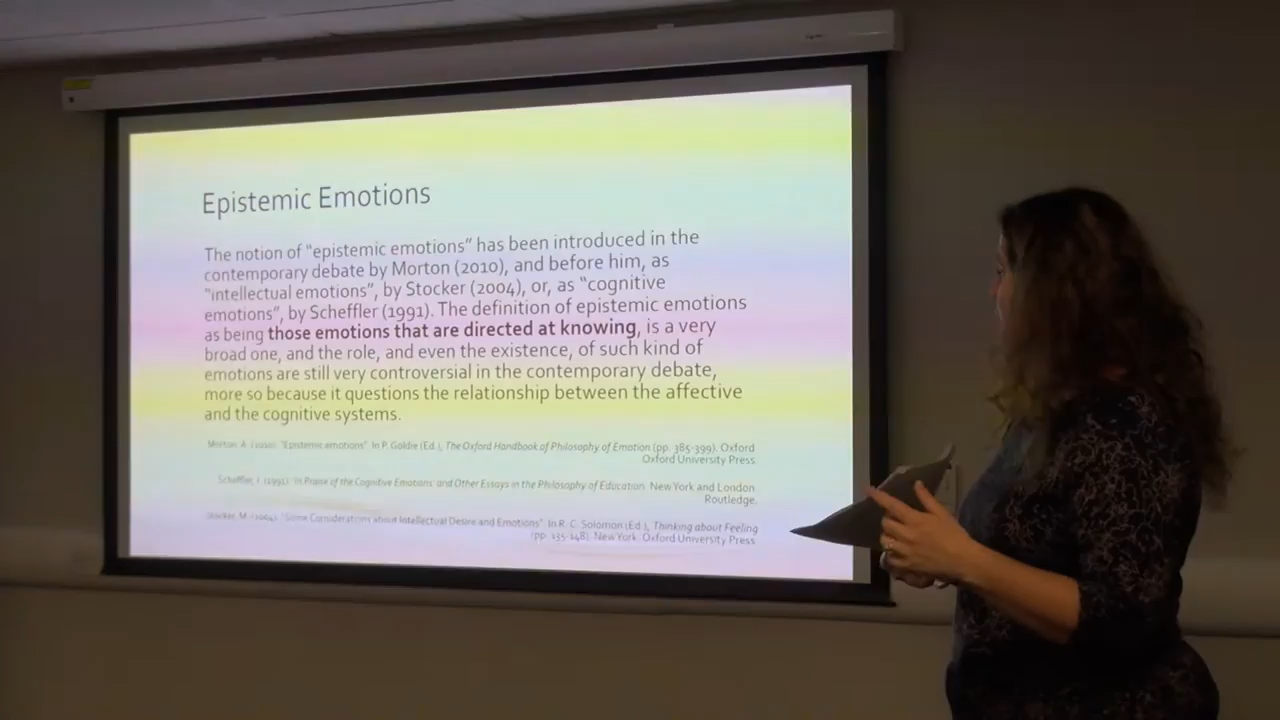 Epistemic Emotions
The notion of "epistemic emotions" has been introduced in the
contemporary debate by Morton (2010), and before him, as
"intellectual emotions", by Stocker (2004), or, as "cognitive
emotions", by Scheffler (1991). The definition of epistemic emotions
as being those emotions that are directed at knowing, is a very
broad one, and the role, and even the existence, of such kind of
emotions are still very controversial in the contemporary debate,
more so because it questions the relationship between the affective
and the cognitive systems.
Morton, A. (2010). "Epistemic emotions". In P. Goldie (Ed.), The Oxford Handbook of Philosophy of Emotion (pp. 385-399). Oxford
Oxford University Press
Scheffler, I. (1991). In Praise of the Cognitive Emotions and Other Essays in the Philosophy of Education. New York and London
Routledge.
Stocker, M. (2004). "Some Considerations about Intellectual Desire and Emotions". In R. C. Solomon (Ed.), Thinking about Feeling
(pp. 135-148). New York: Oxford University Press